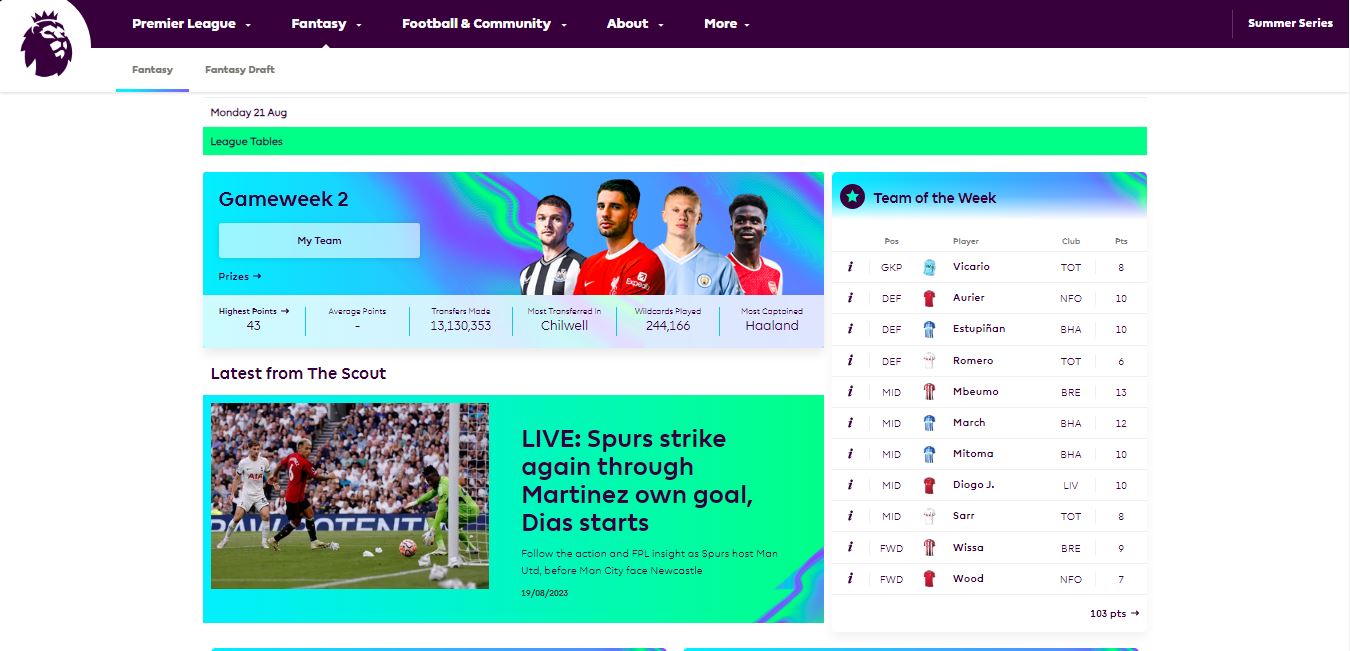 Premier League
Fantasy
Football & Community
About
More
Summer Series
Fantasy
Fantasy Draft
Monday 21 Aug
League Tables
Gameweek 2
My Team
Prizes →
Highest Points →
43
Average Points
-
Transfers Made
13,130,353
Most Transferred In
Chilwell
Wildcards Played
244,166
Most Captained
Haaland
Latest from The Scout
LIVE: Spurs strike
again through
Martinez own goal,
Dias starts
Follow the action and FPL insight as Spurs host Man
Utd, before Man City face Newcastle
19/08/2023
Team of the Week
Pos Player Club Pts
i GKP Vicario TOT 8
i DEF Aurier NFO 10
i DEF Estupiñan BHA 10
i DEF Romero TOT 6
i MID Mbeumo BRE 13
i MID March BHA 12
i MID Mitoma BHA 10
i MID Diogo J. LIV 10
i MID Sarr TOT 8
i FWD Wissa BRE 9
i FWD Wood NFO 7
103 pts →